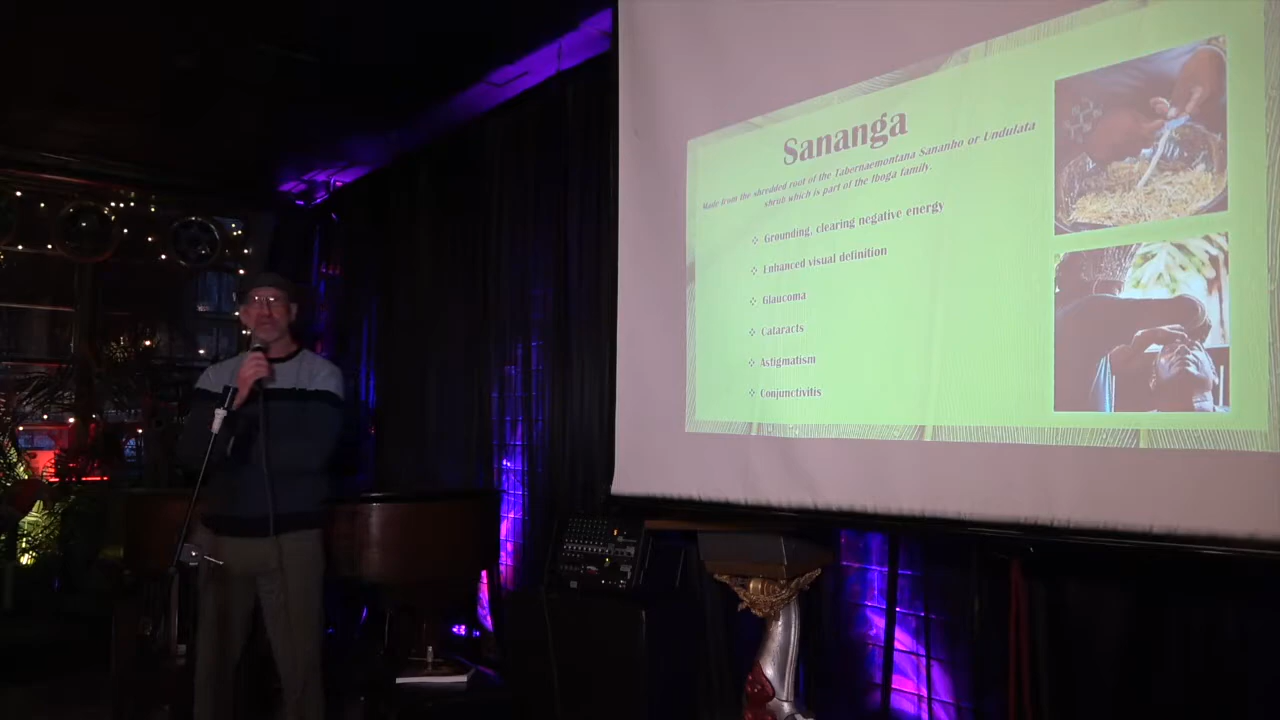 Sananga
Made from the shredded root of the Tabernaemontana Sananho or Undulata
shrub which is part of the Iboga family.
Grounding, clearing negative energy
Enhanced visual definition
Glaucoma
Cataracts
Astigmatism
Conjunctivitis